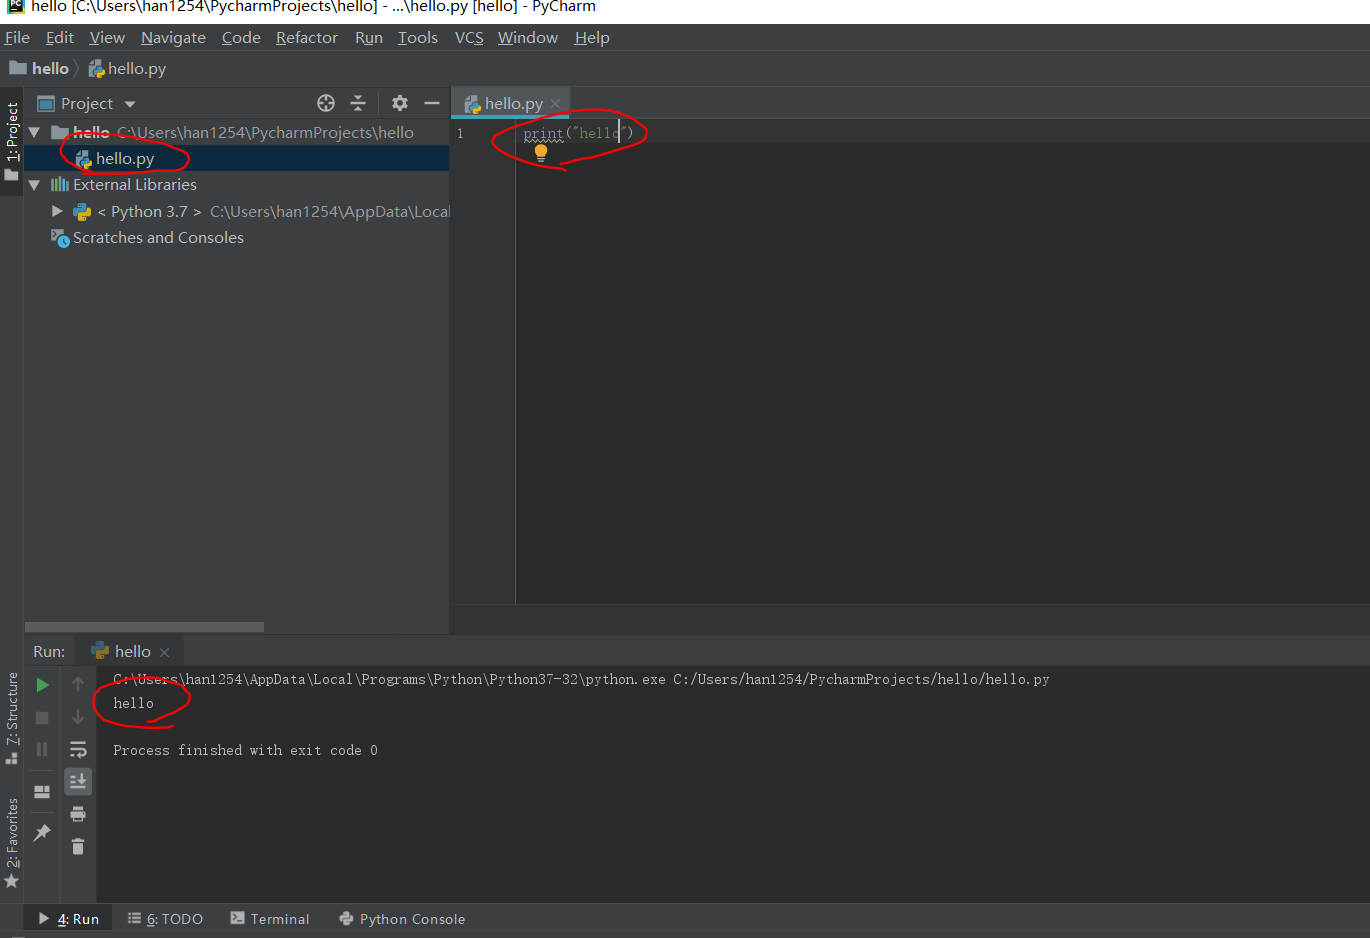 hello [C:\Users\han1254\PycharmProjects\hello] - ...\hello.py [hello] - PyCharm
File Edit View Navigate Code Refactor Run Tools VCS Window Help
hello hello.py
1: Project
Project
hello C:\Users\han1254\PycharmProjects\hello
hello.py
External Libraries
< Python 3.7 > C:\Users\han1254\AppData\Local
Scratches and Consoles
hello.py
1 print("hello")
Run: hello
C:\Users\han1254\AppData\Local\Programs\Python\Python37-32\python.exe C:/Users/han1254/PycharmProjects/hello/hello.py
hello
Process finished with exit code 0
7: Structure
2: Favorites
4: Run 6: TODO Terminal Python Console